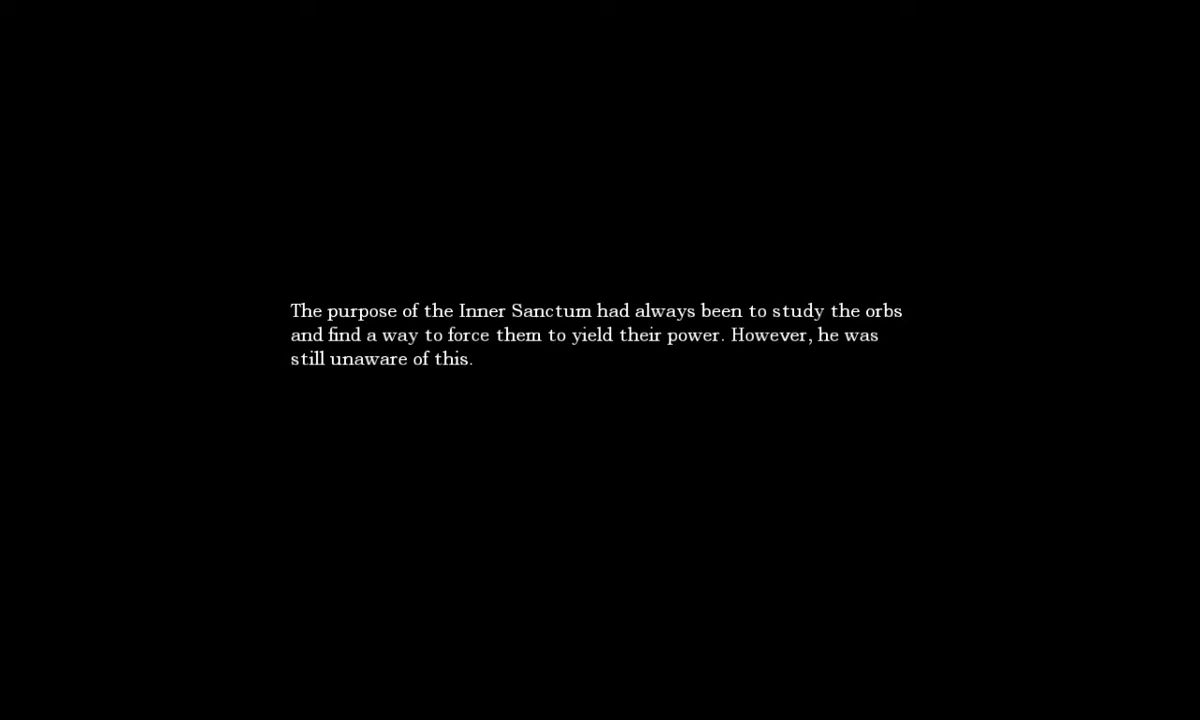 The purpose of the Inner Sanctum had always been to study the orbs
and find a way to force them to yield their power. However, he was
still unaware of this.